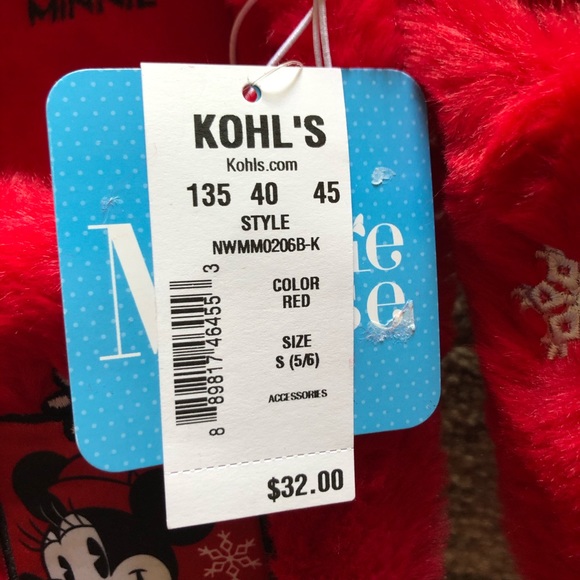 MINNIE
KOHL'S
Kohls.com
135 40 45
STYLE
NWMM0206B-K
COLOR
RED
SIZE
S (5/6)
ACCESSORIES
8 89817 46455 3
$32.00